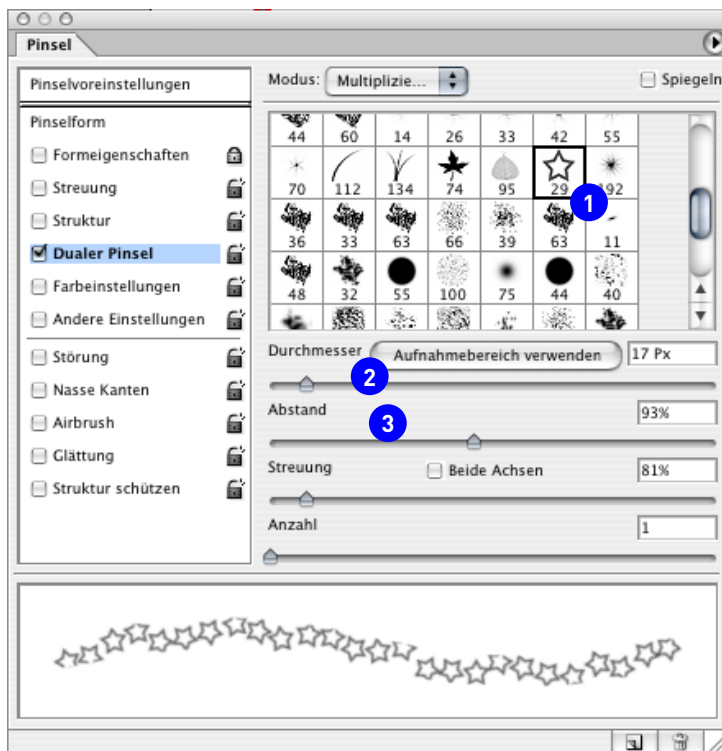 Pinsel
Pinselvoreinstellungen
Pinselform
Formeigenschaften
Streuung
Struktur
Dualer Pinsel
Farbeinstellungen
Andere Einstellungen
Störung
Nasse Kanten
Airbrush
Glättung
Struktur schützen
Modus: Multiplizie... Spiegeln
44 60 14 26 33 42 55
70 112 134 74 95 29 192
1
36 33 63 66 39 63 11
48 32 55 100 75 44 40
Durchmesser Aufnahmebereich verwenden 17 Px
2
Abstand 93%
3
Streuung Beide Achsen 81%
Anzahl 1